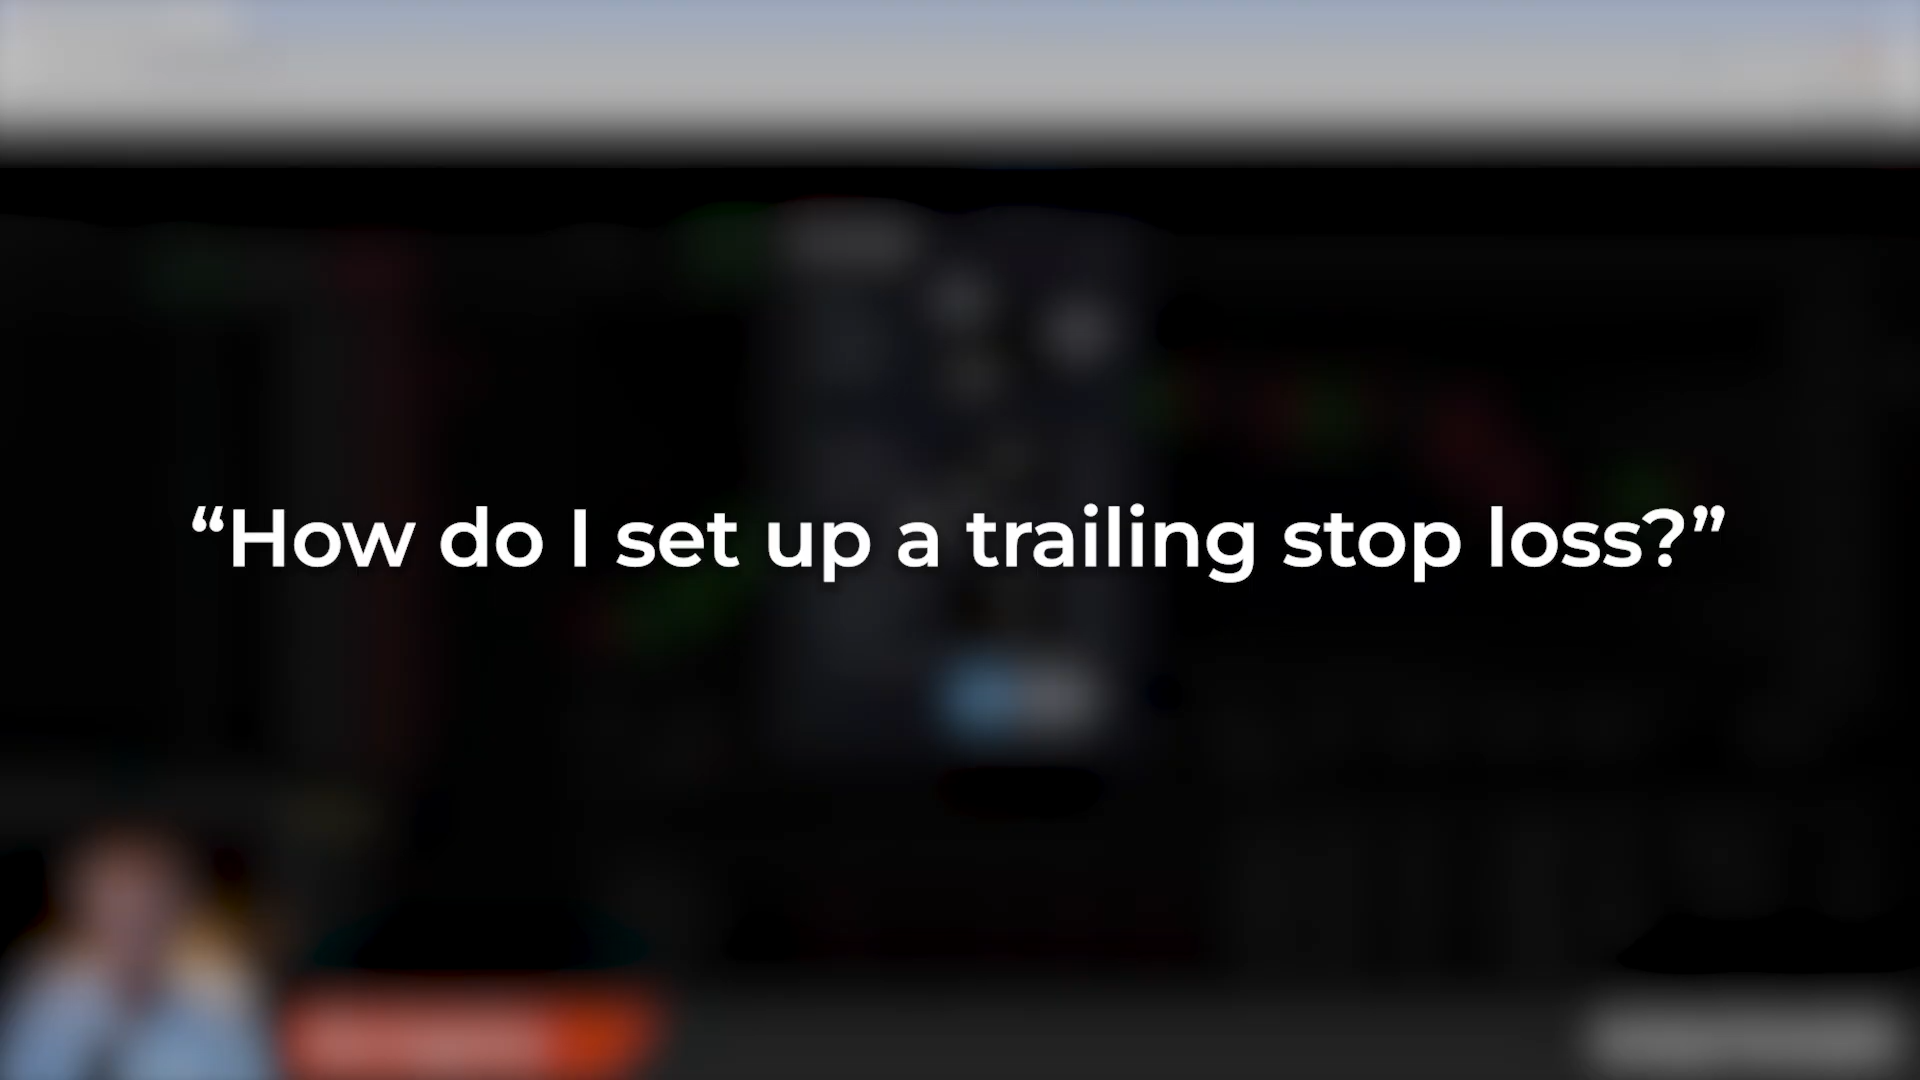 “How do I set up a trailing stop loss?”